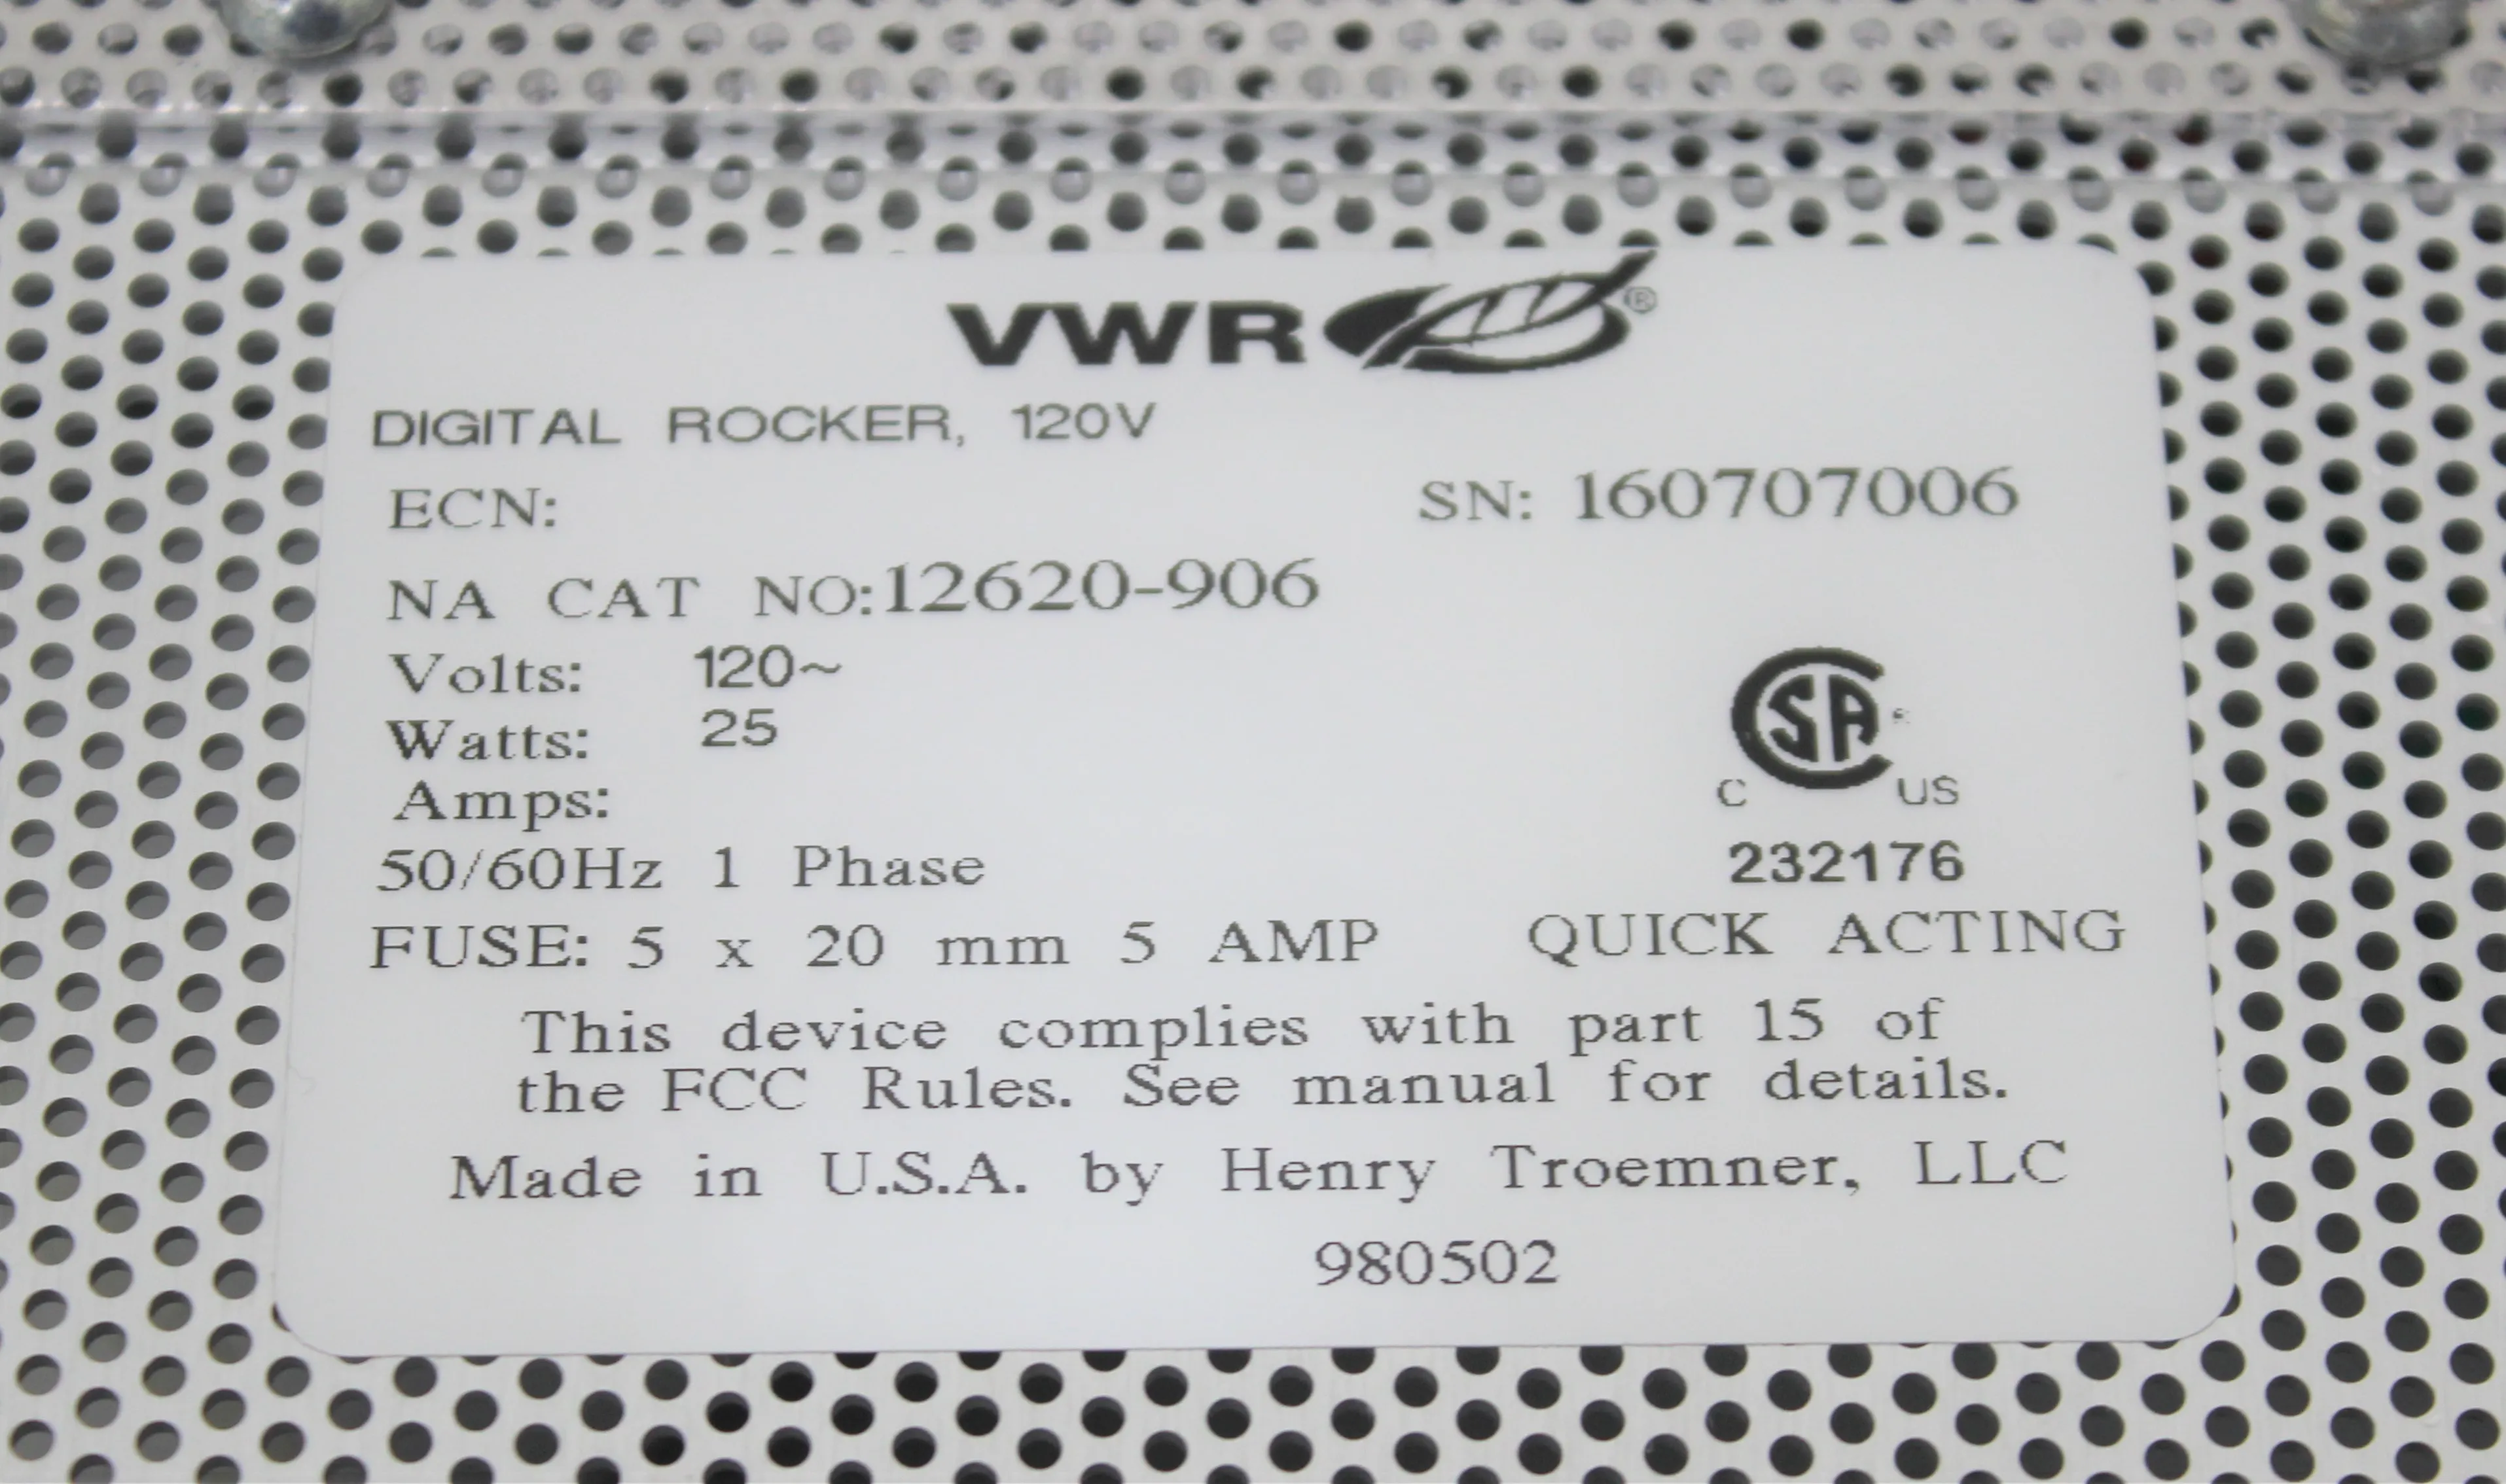 VWR®
DIGITAL ROCKER, 120V
ECN: SN: 160707006
NA CAT NO:12620-906
Volts: 120~
Watts: 25
Amps:
CSA
C US
50/60Hz 1 Phase 232176
FUSE: 5 x 20 mm 5 AMP QUICK ACTING
This device complies with part 15 of
the FCC Rules. See manual for details.
Made in U.S.A. by Henry Troemner, LLC
980502